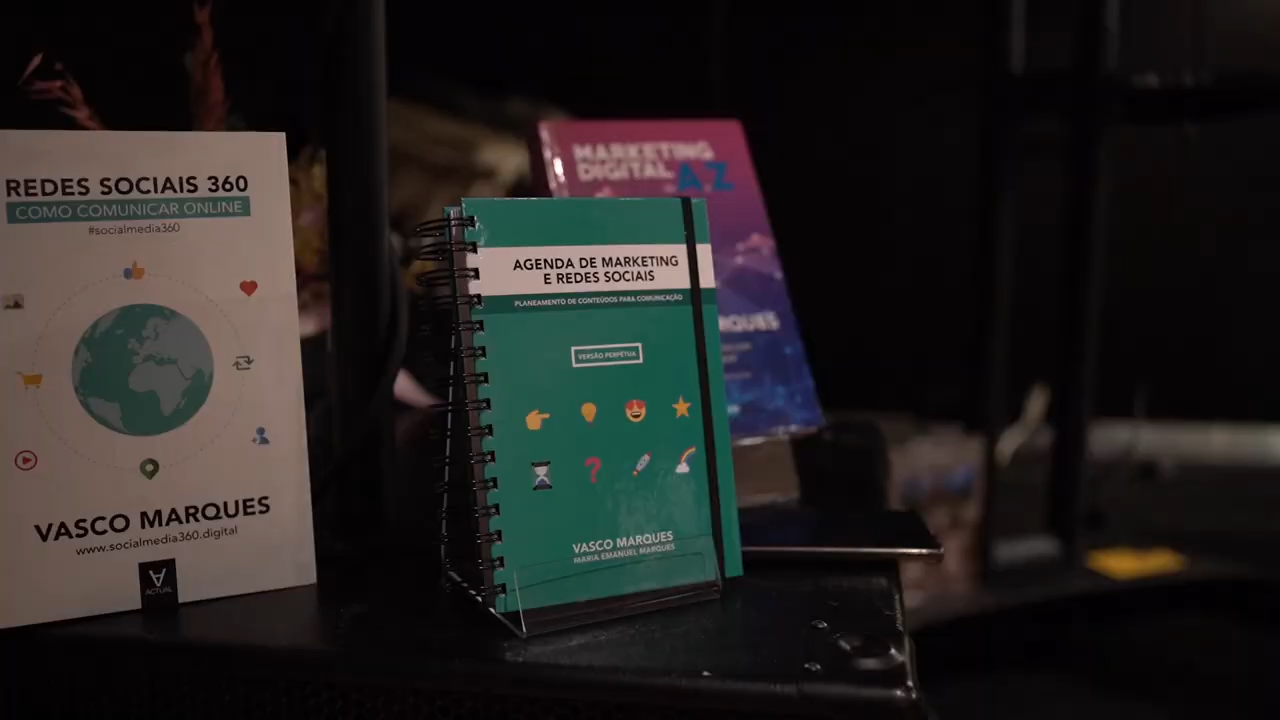 REDES SOCIAIS 360
COMO COMUNICAR ONLINE
#socialmedia360
VASCO MARQUES
www.socialmedia360.digital
ACTUAL
AGENDA DE MARKETING
E REDES SOCIAIS
PLANEAMENTO DE CONTEÚDOS PARA COMUNICAÇÃO
VERSÃO PERPÉTUA
VASCO MARQUES
MARIA EMANUEL MARQUES
MARKETING
DIGITAL A Z
RQUES